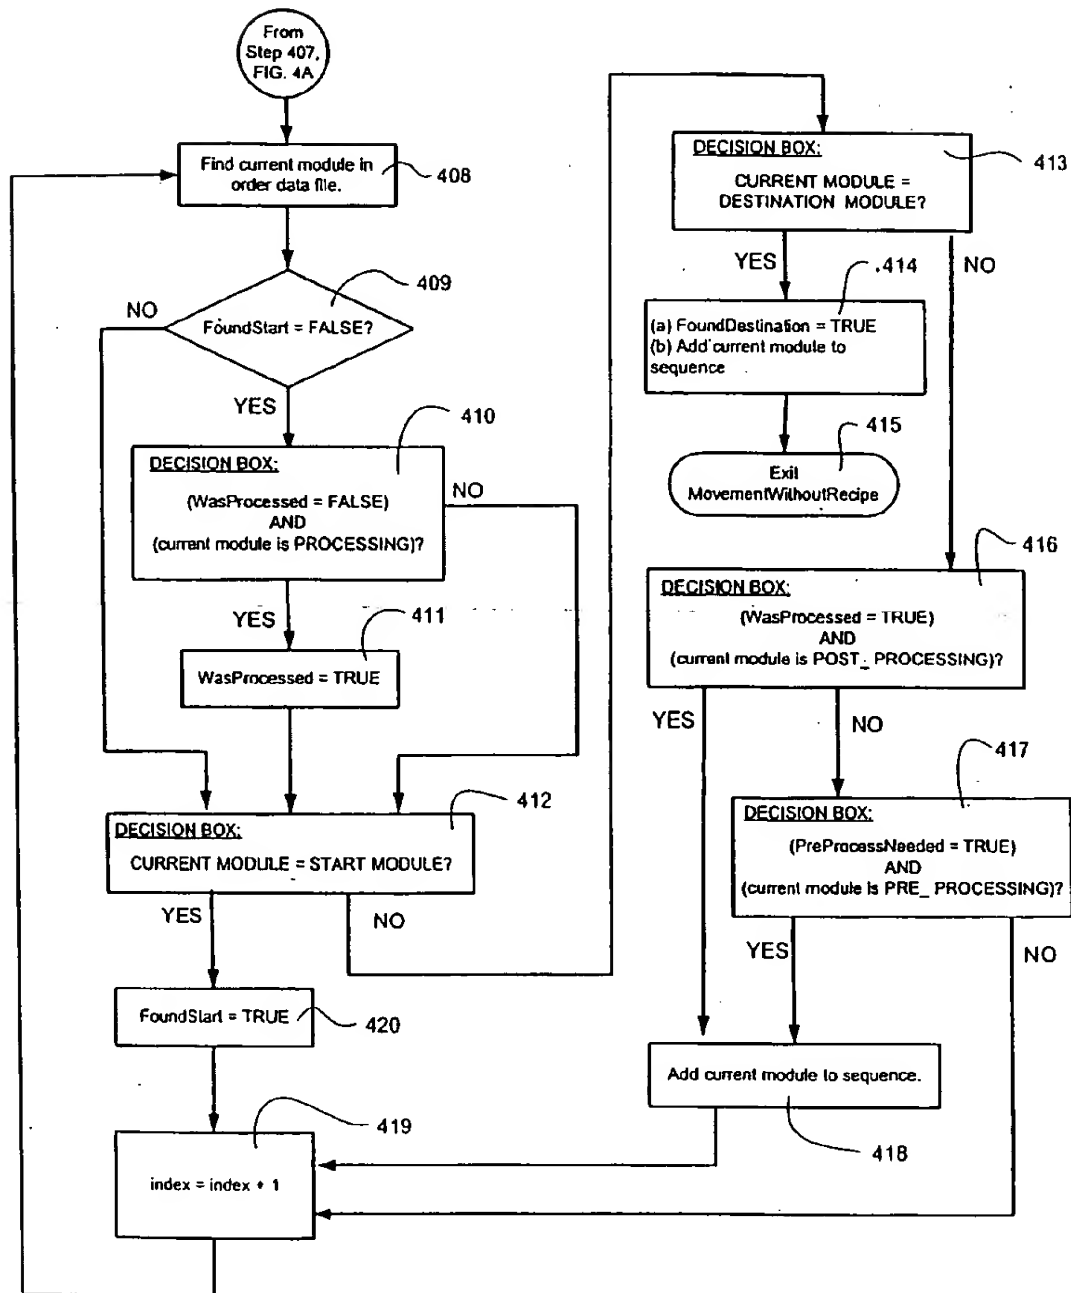 From
Step 407,
FIG. 4A
Find current module in
order data file.
408
409
NO
FoundStart = FALSE?
YES
410
DECISION BOX:
(WasProcessed = FALSE)
AND
(current module is PROCESSING)?
NO
YES
411
WasProcessed = TRUE
412
DECISION BOX:
CURRENT MODULE = START MODULE?
YES
NO
FoundStart = TRUE
420
419
index = index + 1
DECISION BOX:
CURRENT MODULE =
DESTINATION MODULE?
413
YES
NO
.414
(a) FoundDestination = TRUE
(b) Add current module to
sequence
415
Exit
MovementWithoutRecipe
416
DECISION BOX:
(WasProcessed = TRUE)
AND
(current module is POST_ PROCESSING)?
YES
NO
417
DECISION BOX:
(PreProcessNeeded = TRUE)
AND
(current module is PRE_ PROCESSING)?
YES
NO
Add current module to sequence.
418